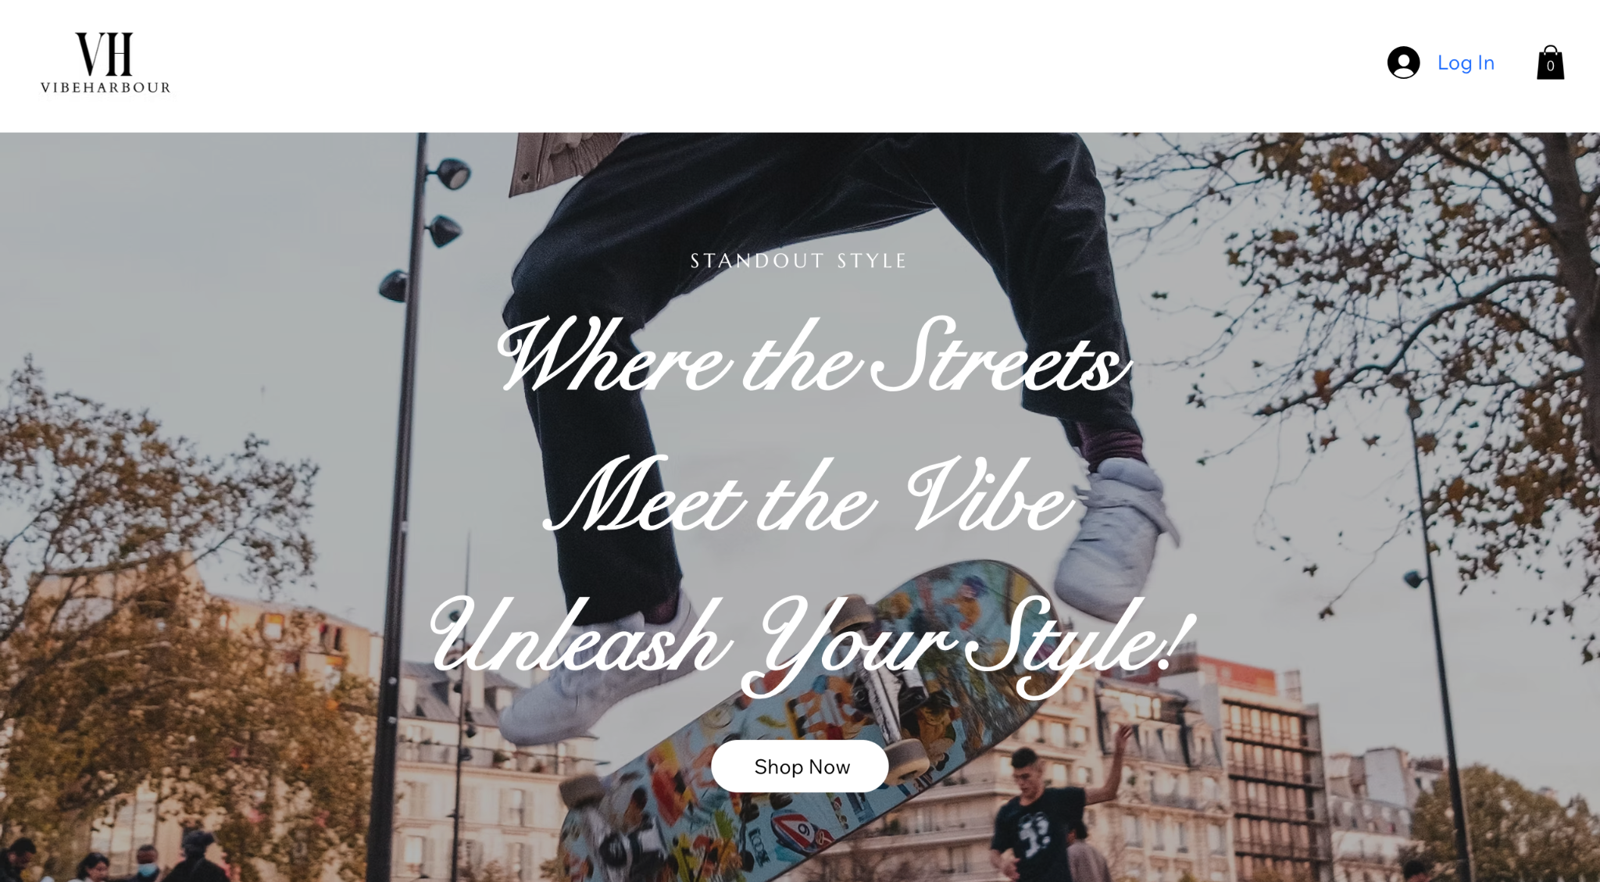 VH
VIBEHARBOUR
Log In
0
STANDOUT STYLE
Where the Streets
Meet the Vibe
Unleash Your Style!
Shop Now